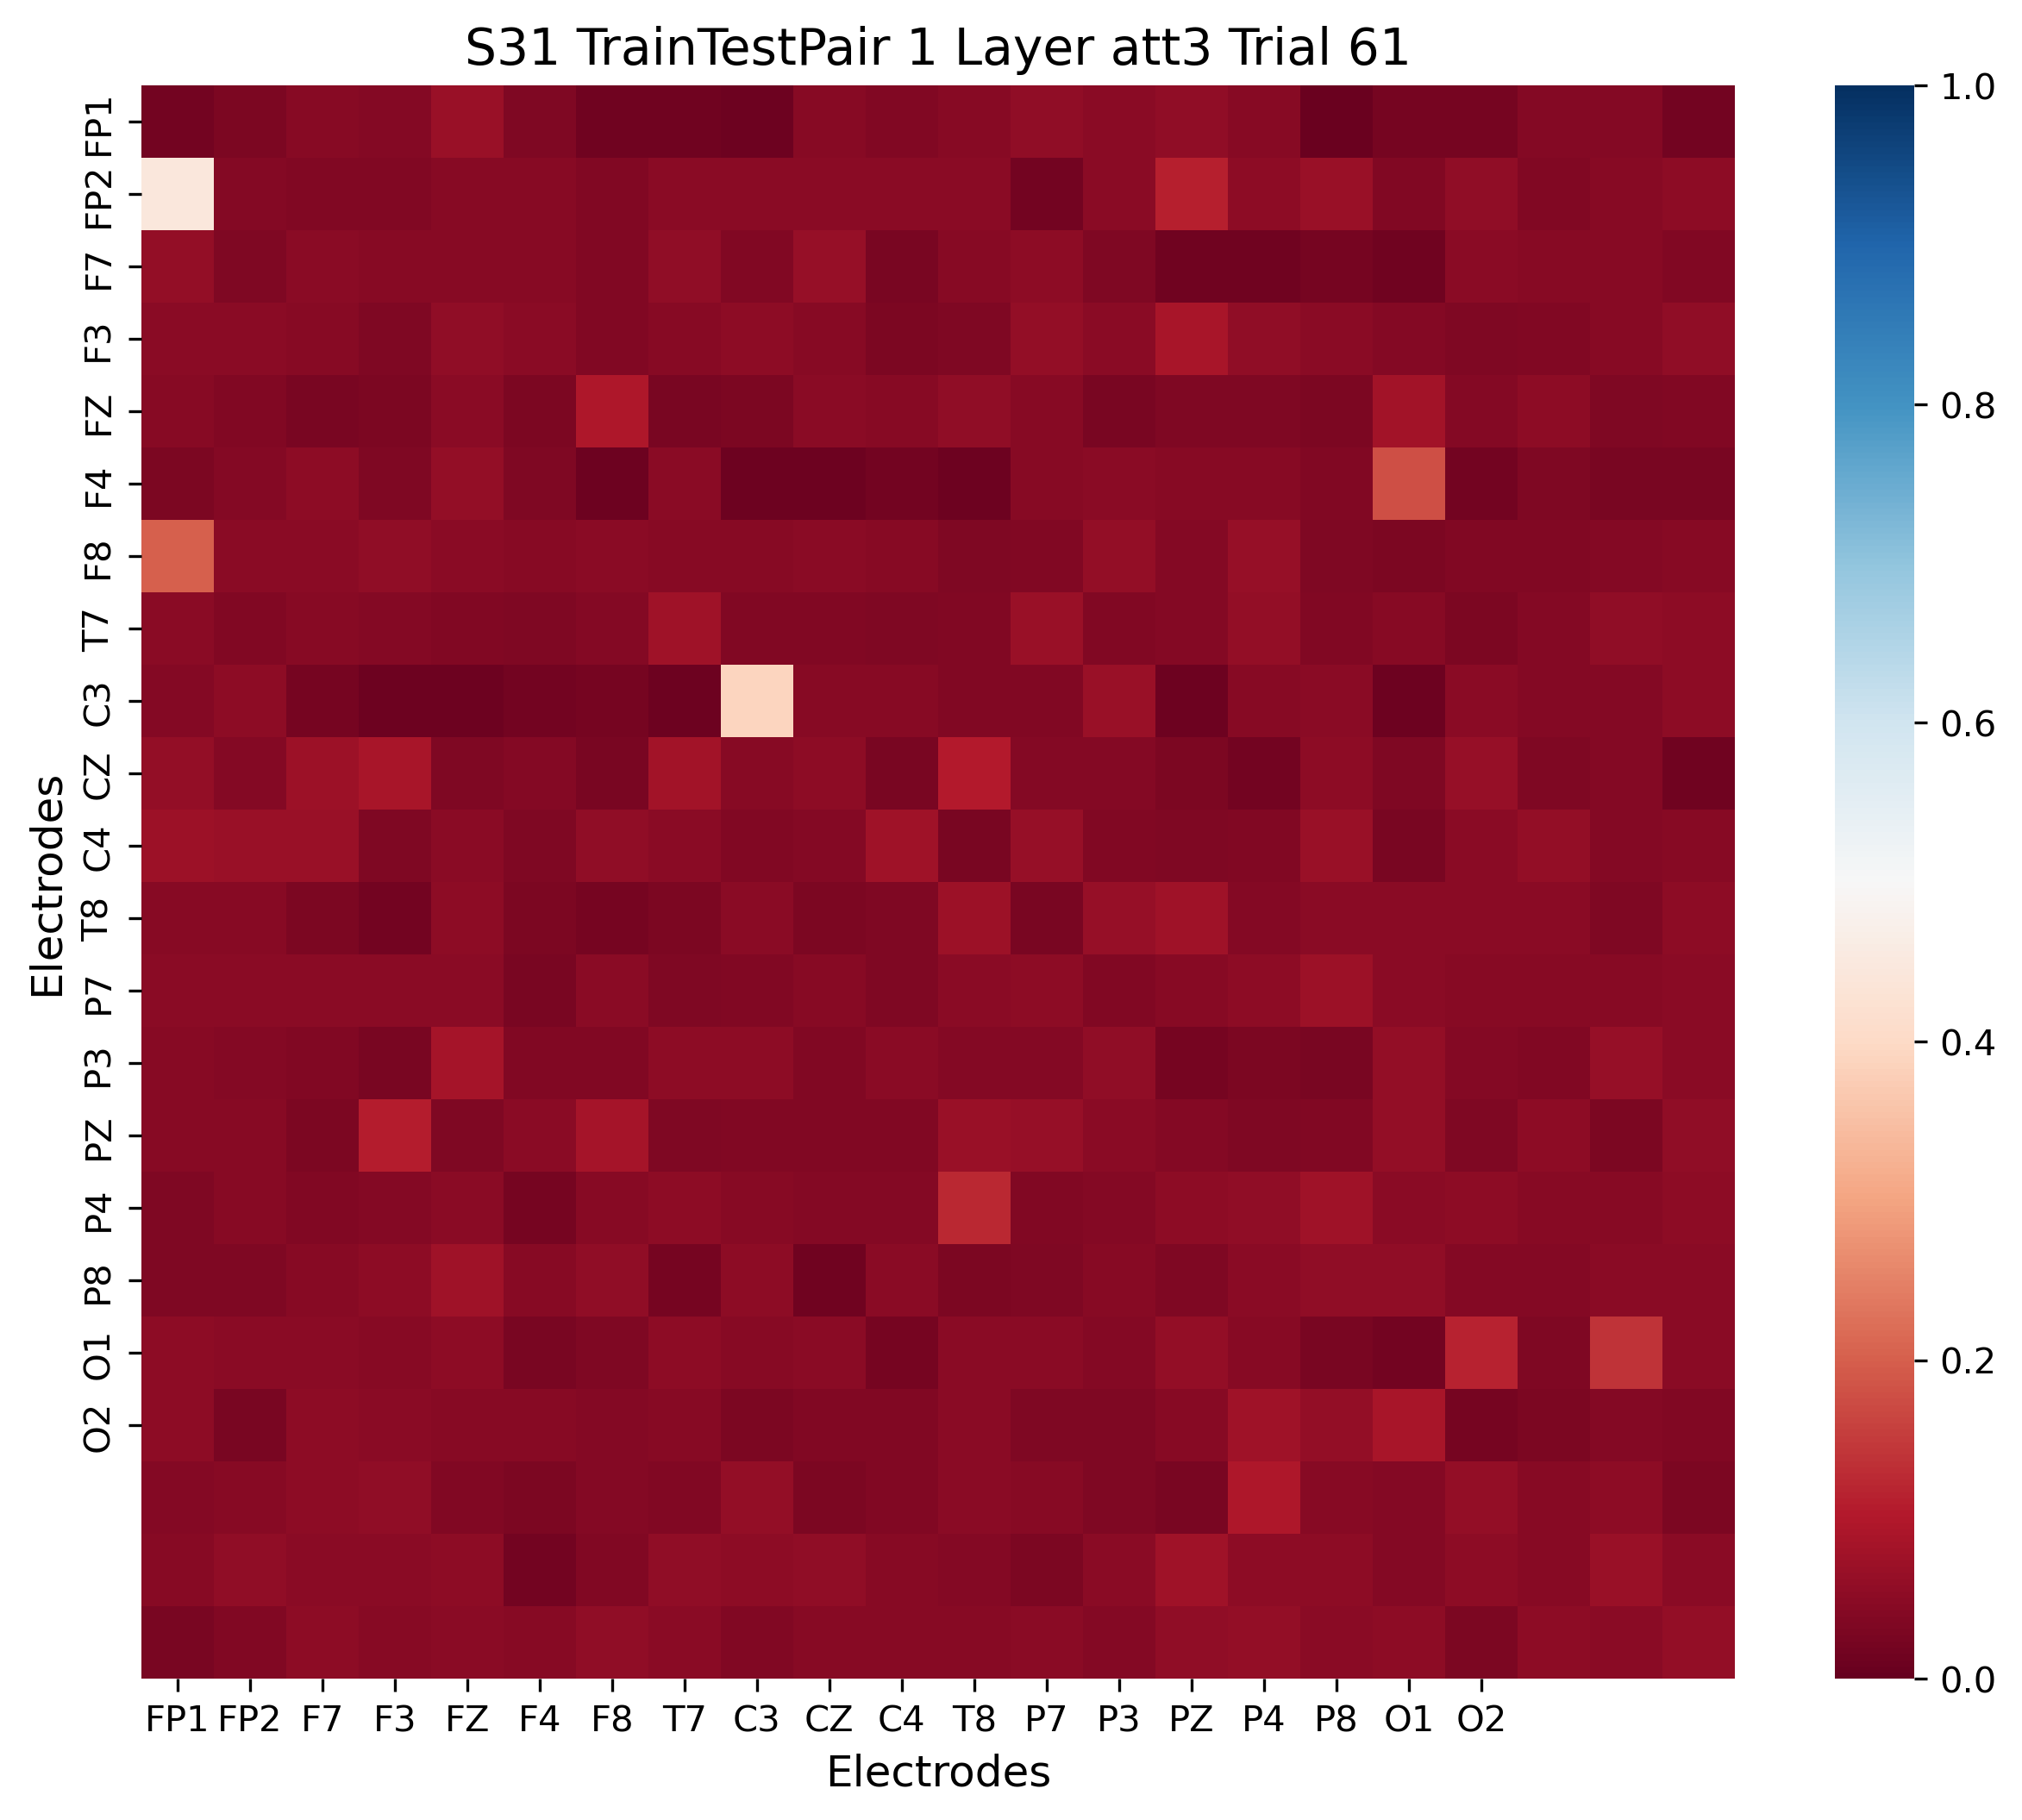 S31 TrainTestPair 1 Layer att3 Trial 61
Electrodes
FP1
FP2
F7
F3
FZ
F4
F8
T7
C3
CZ
C4
T8
P7
P3
PZ
P4
P8
O1
O2
FP1 FP2 F7 F3 FZ F4 F8 T7 C3 CZ C4 T8 P7 P3 PZ P4 P8 O1 O2
Electrodes
1.0
0.8
0.6
0.4
0.2
0.0